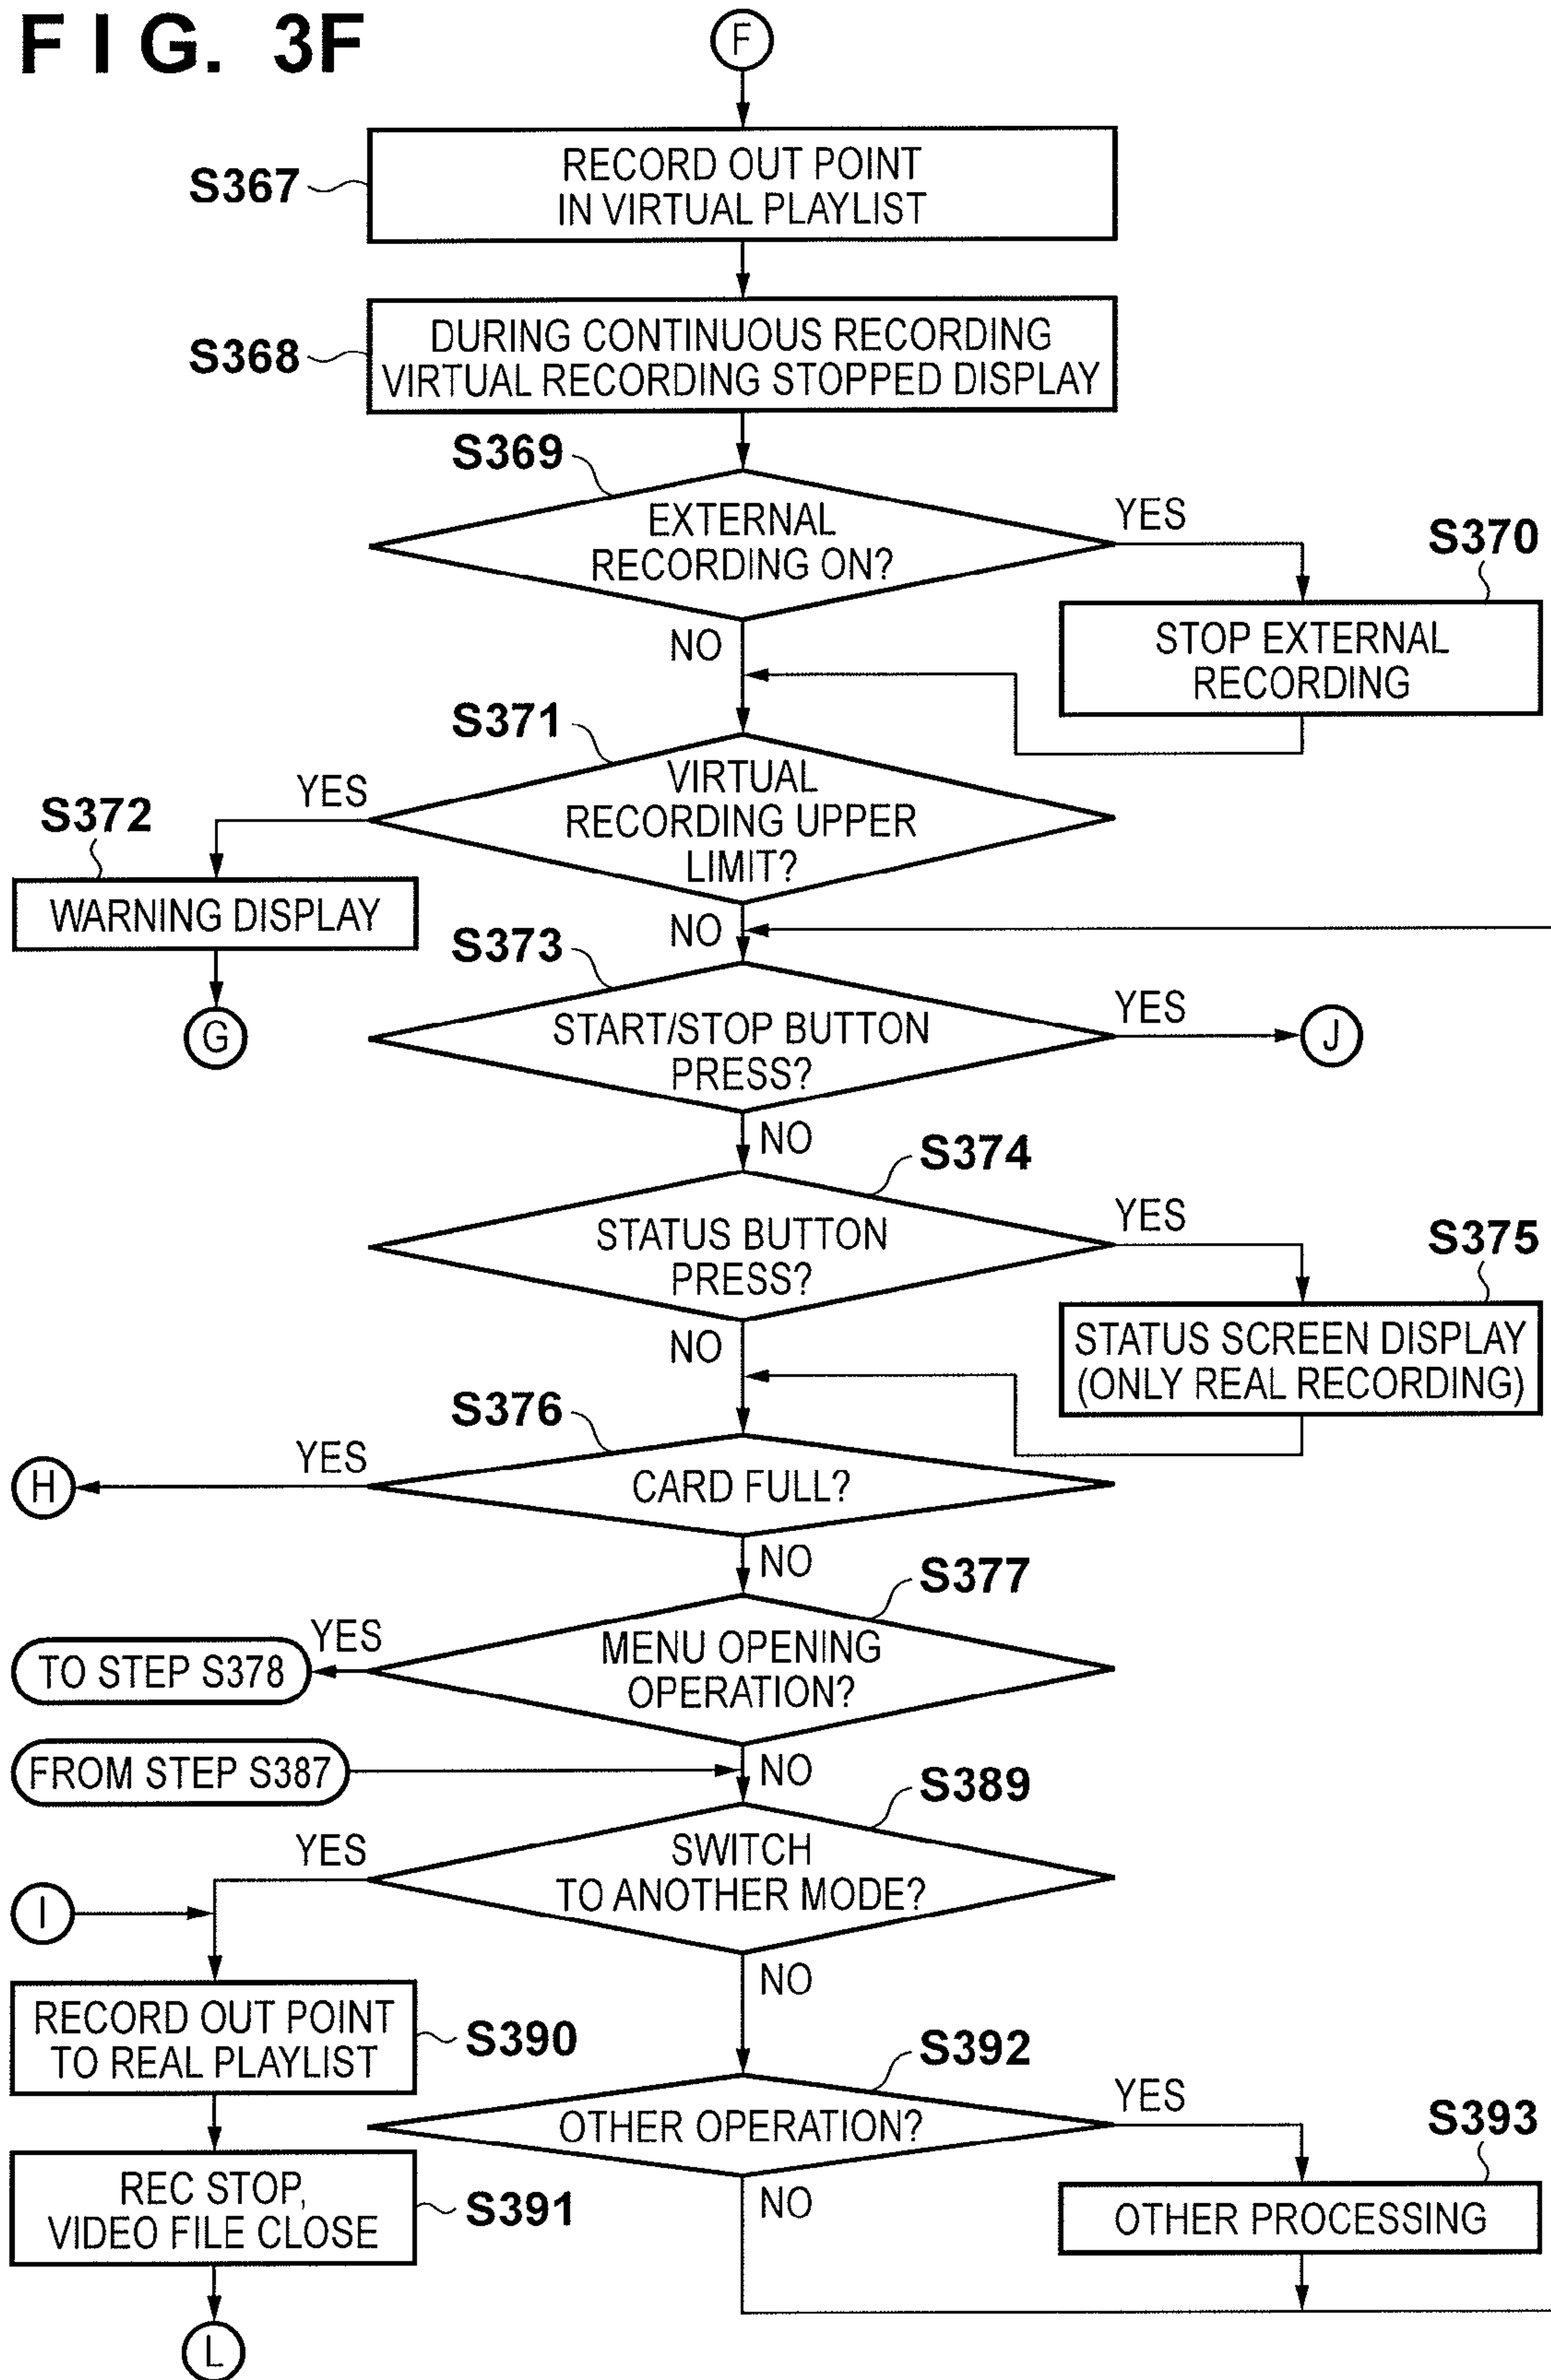 FIG. 3F
F
S367
RECORD OUT POINT
IN VIRTUAL PLAYLIST
S368
DURING CONTINUOUS RECORDING
VIRTUAL RECORDING STOPPED DISPLAY
S369
EXTERNAL
RECORDING ON?
YES
S370
STOP EXTERNAL
RECORDING
NO
S371
VIRTUAL
RECORDING UPPER
LIMIT?
YES
S372
WARNING DISPLAY
G
NO
S373
START/STOP BUTTON
PRESS?
YES
J
NO
S374
STATUS BUTTON
PRESS?
YES
S375
STATUS SCREEN DISPLAY
(ONLY REAL RECORDING)
NO
S376
CARD FULL?
YES
H
NO
S377
MENU OPENING
OPERATION?
YES
TO STEP S378
FROM STEP S387
NO
S389
SWITCH
TO ANOTHER MODE?
YES
I
NO
RECORD OUT POINT
TO REAL PLAYLIST
S390
REC STOP,
VIDEO FILE CLOSE
S391
L
S392
OTHER OPERATION?
YES
S393
OTHER PROCESSING
NO